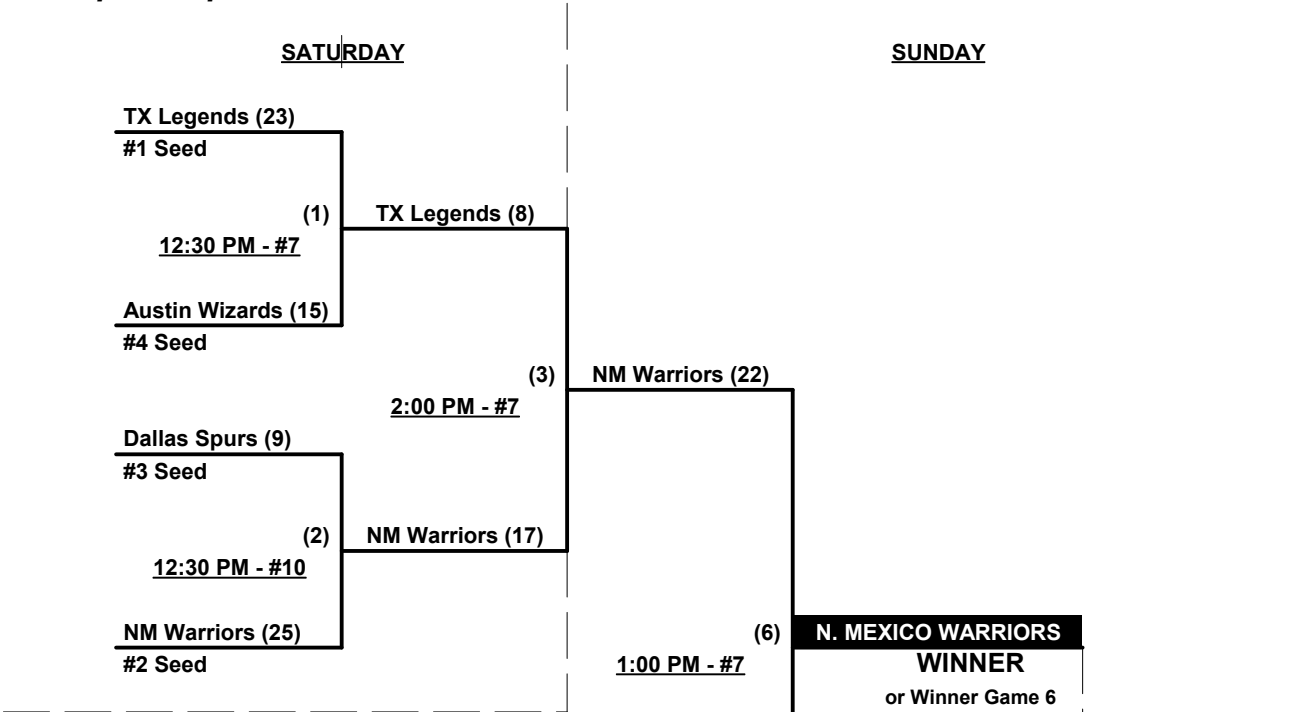 SATURDAY
SUNDAY
TX Legends (23)
#1 Seed
(1)
TX Legends (8)
12:30 PM - #7
Austin Wizards (15)
#4 Seed
(3)
NM Warriors (22)
2:00 PM - #7
Dallas Spurs (9)
#3 Seed
(2)
NM Warriors (17)
12:30 PM - #10
NM Warriors (25)
#2 Seed
(6)
N. MEXICO WARRIORS
1:00 PM - #7
WINNER
or Winner Game 6